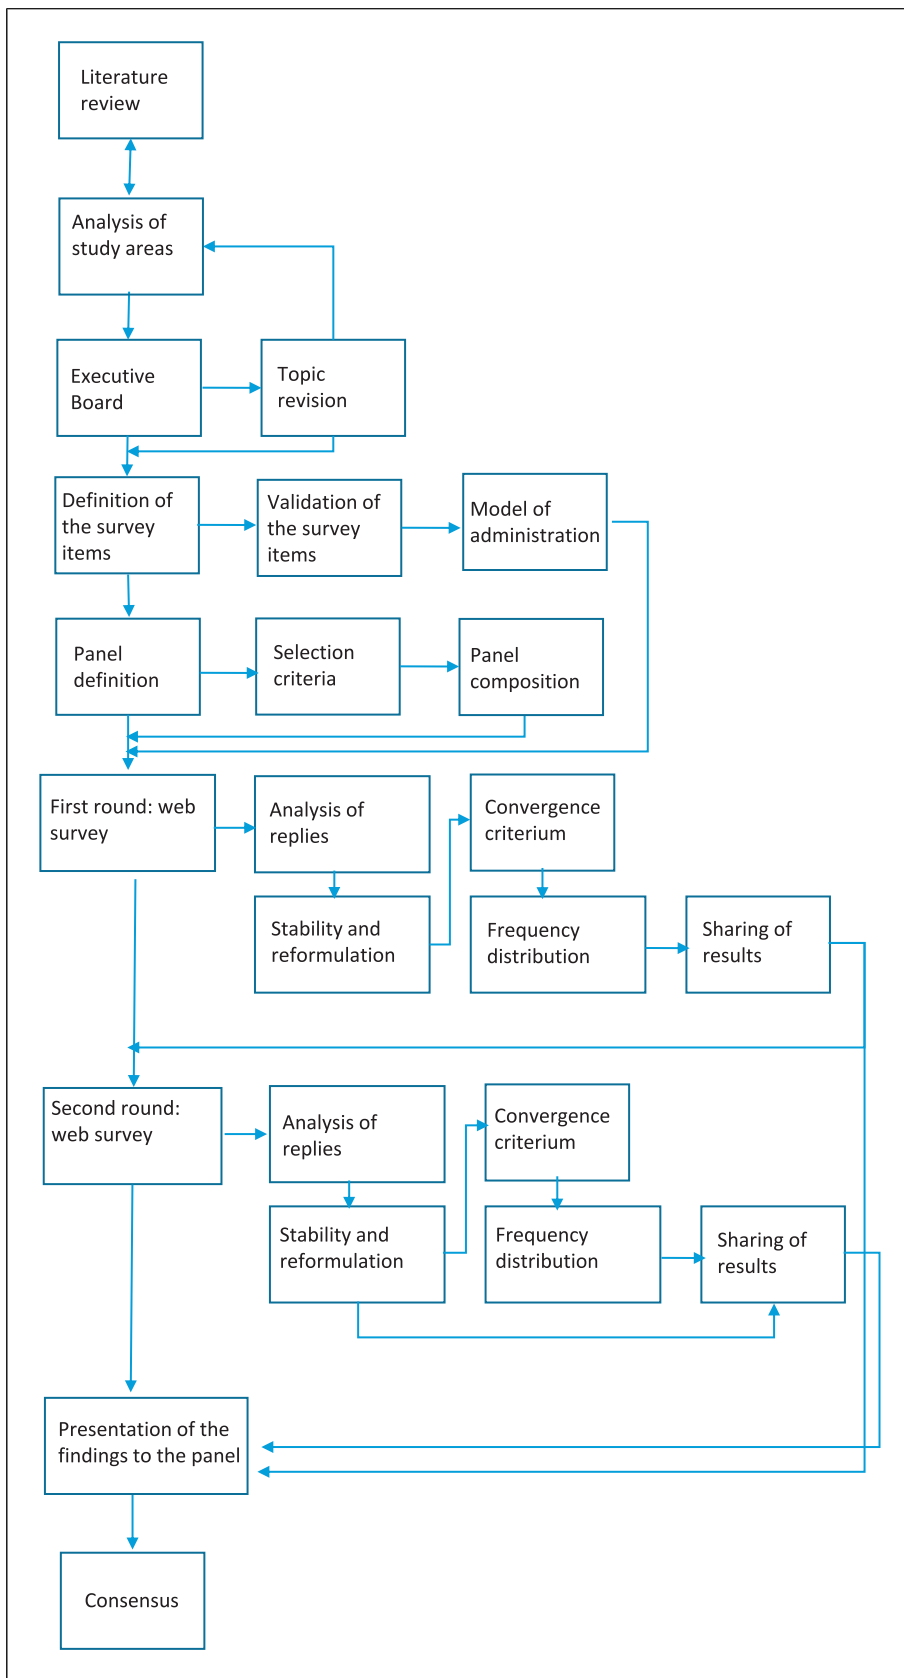 Literature
review
Analysis of
study areas
Executive
Board
Topic
revision
Definition of
the survey
items
Validation of
the survey
items
Model of
administration
Panel
definition
Selection
criteria
Panel
composition
First round: web
survey
Analysis of
replies
Convergence
criterium
Stability and
reformulation
Frequency
distribution
Sharing of
results
Second round:
web survey
Analysis of
replies
Convergence
criterium
Stability and
reformulation
Frequency
distribution
Sharing of
results
Presentation of the
findings to the panel
Consensus